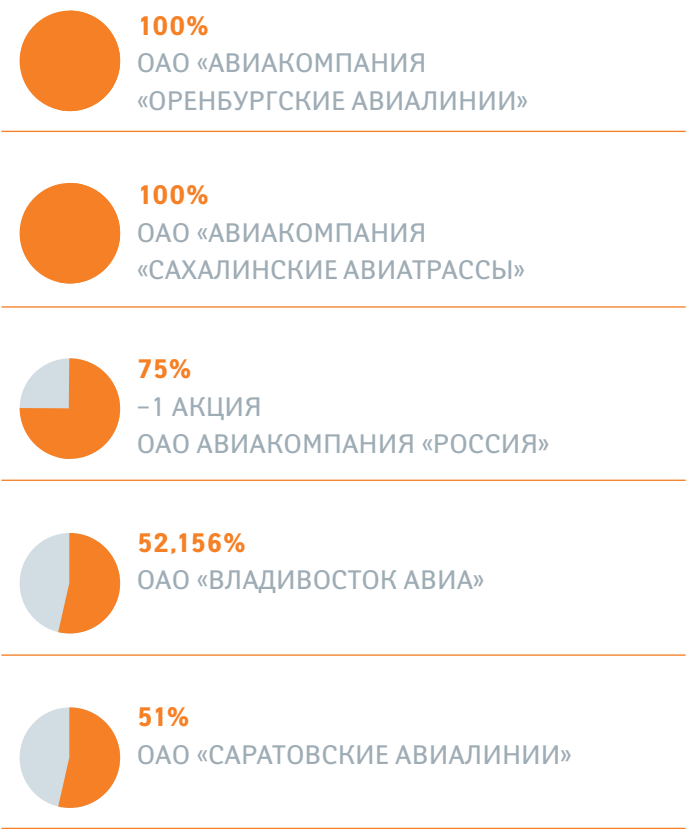 100%
ОАО «АВИАКОМПАНИЯ
«ОРЕНБУРГСКИЕ АВИАЛИНИИ»
100%
ОАО «АВИАКОМПАНИЯ
«САХАЛИНСКИЕ АВИАТРАССЫ»
75%
–1 АКЦИЯ
ОАО АВИАКОМПАНИЯ «РОССИЯ»
52,156%
ОАО «ВЛАДИВОСТОК АВИА»
51%
ОАО «САРАТОВСКИЕ АВИАЛИНИИ»